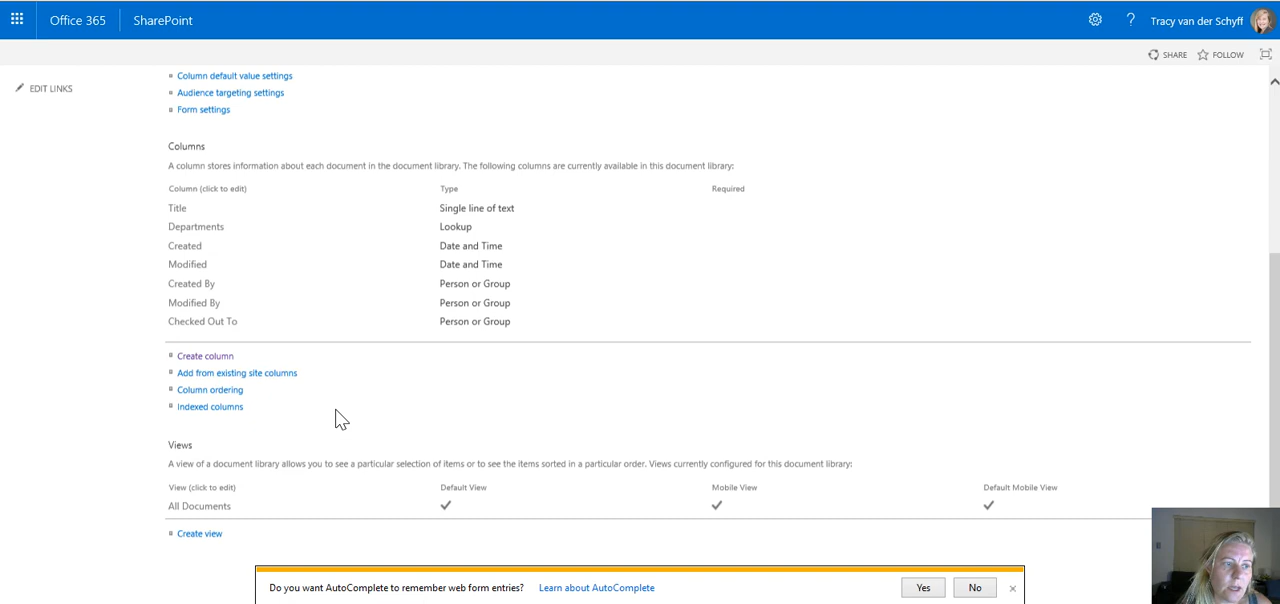 Office 365 SharePoint ? Tracy van der Schyff
SHARE FOLLOW
EDIT LINKS
Column default value settings
Audience targeting settings
Form settings
Columns
A column stores information about each document in the document library. The following columns are currently available in this document library:
Column (click to edit) Type Required
Title Single line of text
Departments Lookup
Created Date and Time
Modified Date and Time
Created By Person or Group
Modified By Person or Group
Checked Out To Person or Group
Create column
Add from existing site columns
Column ordering
Indexed columns
Views
A view of a document library allows you to see a particular selection of items or to see the items sorted in a particular order. Views currently configured for this document library:
View (click to edit) Default View Mobile View Default Mobile View
All Documents
Create view
Do you want AutoComplete to remember web form entries? Learn about AutoComplete Yes No ×